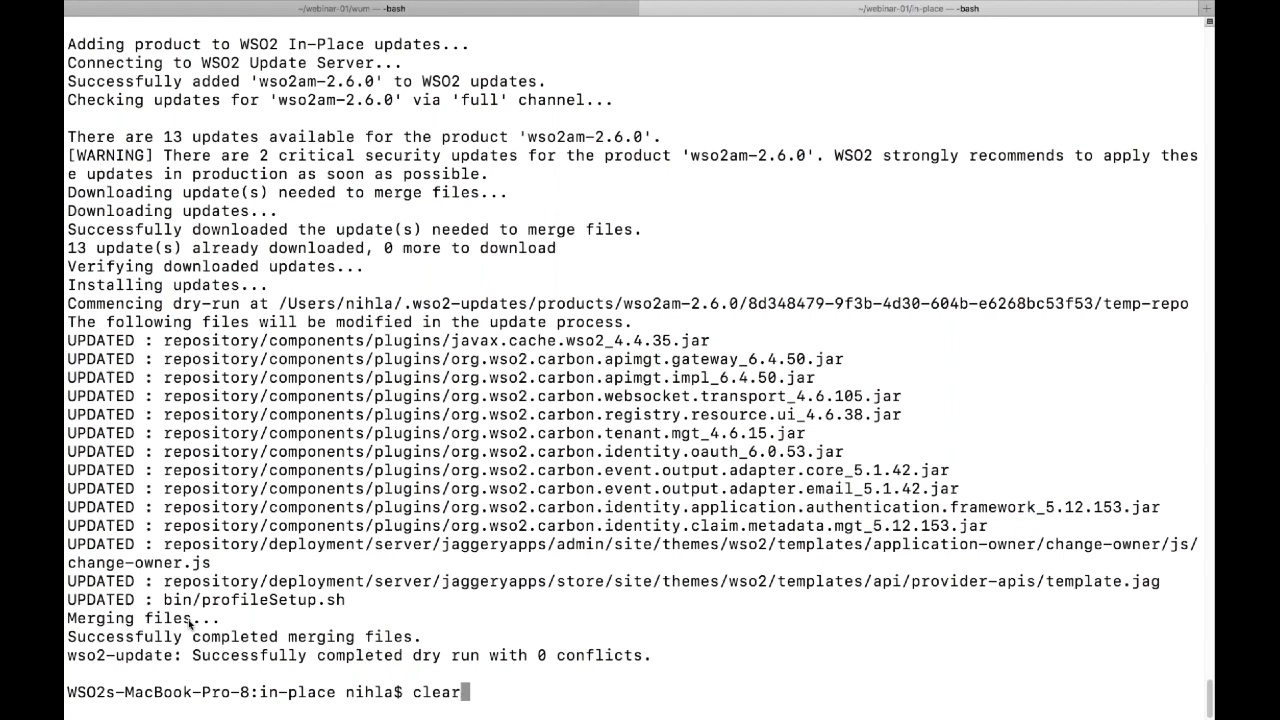 ~/webinar-01/wum — -bash
~/webinar-01/in-place — -bash
+
Adding product to WSO2 In-Place updates...
Connecting to WSO2 Update Server...
Successfully added 'wso2am-2.6.0' to WSO2 updates.
Checking updates for 'wso2am-2.6.0' via 'full' channel...
There are 13 updates available for the product 'wso2am-2.6.0'.
[WARNING] There are 2 critical security updates for the product 'wso2am-2.6.0'. WSO2 strongly recommends to apply thes
e updates in production as soon as possible.
Downloading update(s) needed to merge files...
Downloading updates...
Successfully downloaded the update(s) needed to merge files.
13 update(s) already downloaded, 0 more to download
Verifying downloaded updates...
Installing updates...
Commencing dry-run at /Users/nihla/.wso2-updates/products/wso2am-2.6.0/8d348479-9f3b-4d30-604b-e6268bc53f53/temp-repo
The following files will be modified in the update process.
UPDATED : repository/components/plugins/javax.cache.wso2_4.4.35.jar
UPDATED : repository/components/plugins/org.wso2.carbon.apimgt.gateway_6.4.50.jar
UPDATED : repository/components/plugins/org.wso2.carbon.apimgt.impl_6.4.50.jar
UPDATED : repository/components/plugins/org.wso2.carbon.websocket.transport_4.6.105.jar
UPDATED : repository/components/plugins/org.wso2.carbon.registry.resource.ui_4.6.38.jar
UPDATED : repository/components/plugins/org.wso2.carbon.tenant.mgt_4.6.15.jar
UPDATED : repository/components/plugins/org.wso2.carbon.identity.oauth_6.0.53.jar
UPDATED : repository/components/plugins/org.wso2.carbon.event.output.adapter.core_5.1.42.jar
UPDATED : repository/components/plugins/org.wso2.carbon.event.output.adapter.email_5.1.42.jar
UPDATED : repository/components/plugins/org.wso2.carbon.identity.application.authentication.framework_5.12.153.jar
UPDATED : repository/components/plugins/org.wso2.carbon.identity.claim.metadata.mgt_5.12.153.jar
UPDATED : repository/deployment/server/jaggeryapps/admin/site/themes/wso2/templates/application-owner/change-owner/js/
change-owner.js
UPDATED : repository/deployment/server/jaggeryapps/store/site/themes/wso2/templates/api/provider-apis/template.jag
UPDATED : bin/profileSetup.sh
Merging files...
Successfully completed merging files.
wso2-update: Successfully completed dry run with 0 conflicts.
WSO2s-MacBook-Pro-8:in-place nihla$ clear